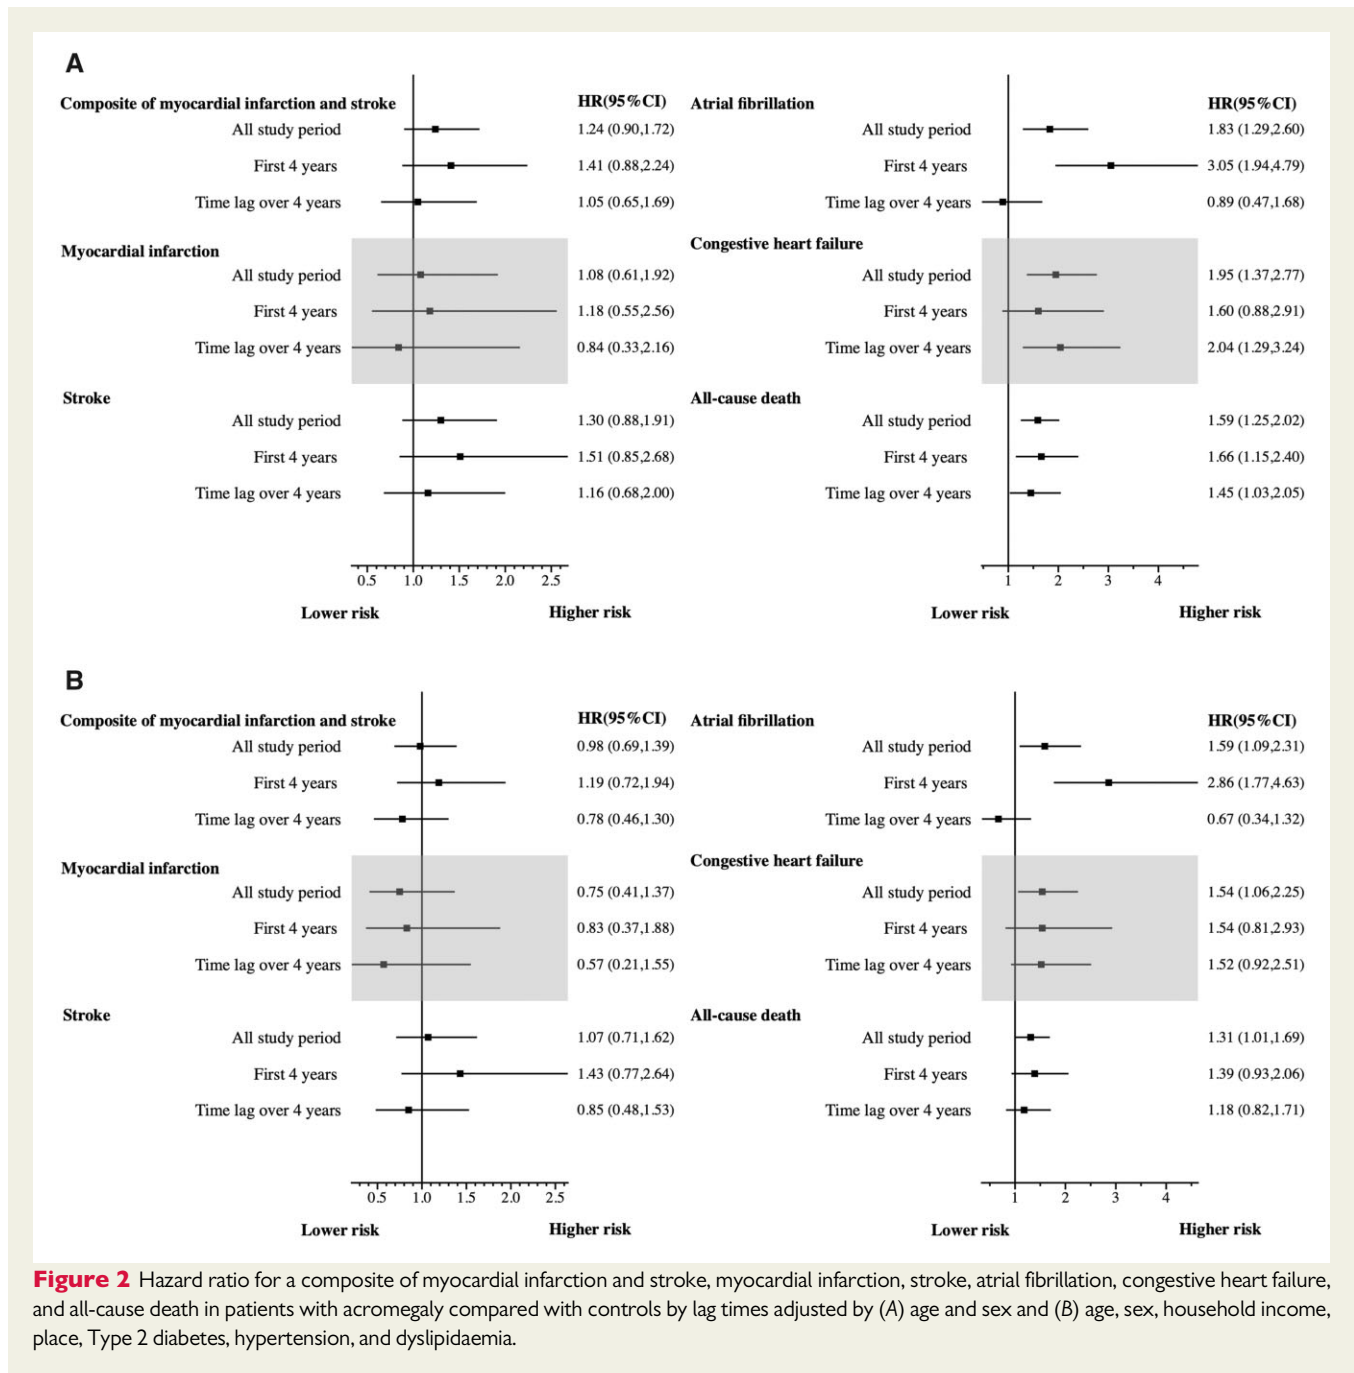 A
Composite of myocardial infarction and stroke HR(95%CI)
All study period 1.24 (0.90,1.72)
First 4 years 1.41 (0.88,2.24)
Time lag over 4 years 1.05 (0.65,1.69)
Myocardial infarction
All study period 1.08 (0.61,1.92)
First 4 years 1.18 (0.55,2.56)
Time lag over 4 years 0.84 (0.33,2.16)
Stroke
All study period 1.30 (0.88,1.91)
First 4 years 1.51 (0.85,2.68)
Time lag over 4 years 1.16 (0.68,2.00)
0.5 1.0 1.5 2.0 2.5
Lower risk Higher risk
Atrial fibrillation HR(95%CI)
All study period 1.83 (1.29,2.60)
First 4 years 3.05 (1.94,4.79)
Time lag over 4 years 0.89 (0.47,1.68)
Congestive heart failure
All study period 1.95 (1.37,2.77)
First 4 years 1.60 (0.88,2.91)
Time lag over 4 years 2.04 (1.29,3.24)
All-cause death
All study period 1.59 (1.25,2.02)
First 4 years 1.66 (1.15,2.40)
Time lag over 4 years 1.45 (1.03,2.05)
1 2 3 4
Lower risk Higher risk
B
Composite of myocardial infarction and stroke HR(95%CI)
All study period 0.98 (0.69,1.39)
First 4 years 1.19 (0.72,1.94)
Time lag over 4 years 0.78 (0.46,1.30)
Myocardial infarction
All study period 0.75 (0.41,1.37)
First 4 years 0.83 (0.37,1.88)
Time lag over 4 years 0.57 (0.21,1.55)
Stroke
All study period 1.07 (0.71,1.62)
First 4 years 1.43 (0.77,2.64)
Time lag over 4 years 0.85 (0.48,1.53)
0.5 1.0 1.5 2.0 2.5
Lower risk Higher risk
Atrial fibrillation HR(95%CI)
All study period 1.59 (1.09,2.31)
First 4 years 2.86 (1.77,4.63)
Time lag over 4 years 0.67 (0.34,1.32)
Congestive heart failure
All study period 1.54 (1.06,2.25)
First 4 years 1.54 (0.81,2.93)
Time lag over 4 years 1.52 (0.92,2.51)
All-cause death
All study period 1.31 (1.01,1.69)
First 4 years 1.39 (0.93,2.06)
Time lag over 4 years 1.18 (0.82,1.71)
1 2 3 4
Lower risk Higher risk
Figure 2 Hazard ratio for a composite of myocardial infarction and stroke, myocardial infarction, stroke, atrial fibrillation, congestive heart failure,
and all-cause death in patients with acromegaly compared with controls by lag times adjusted by (A) age and sex and (B) age, sex, household income,
place, Type 2 diabetes, hypertension, and dyslipidaemia.